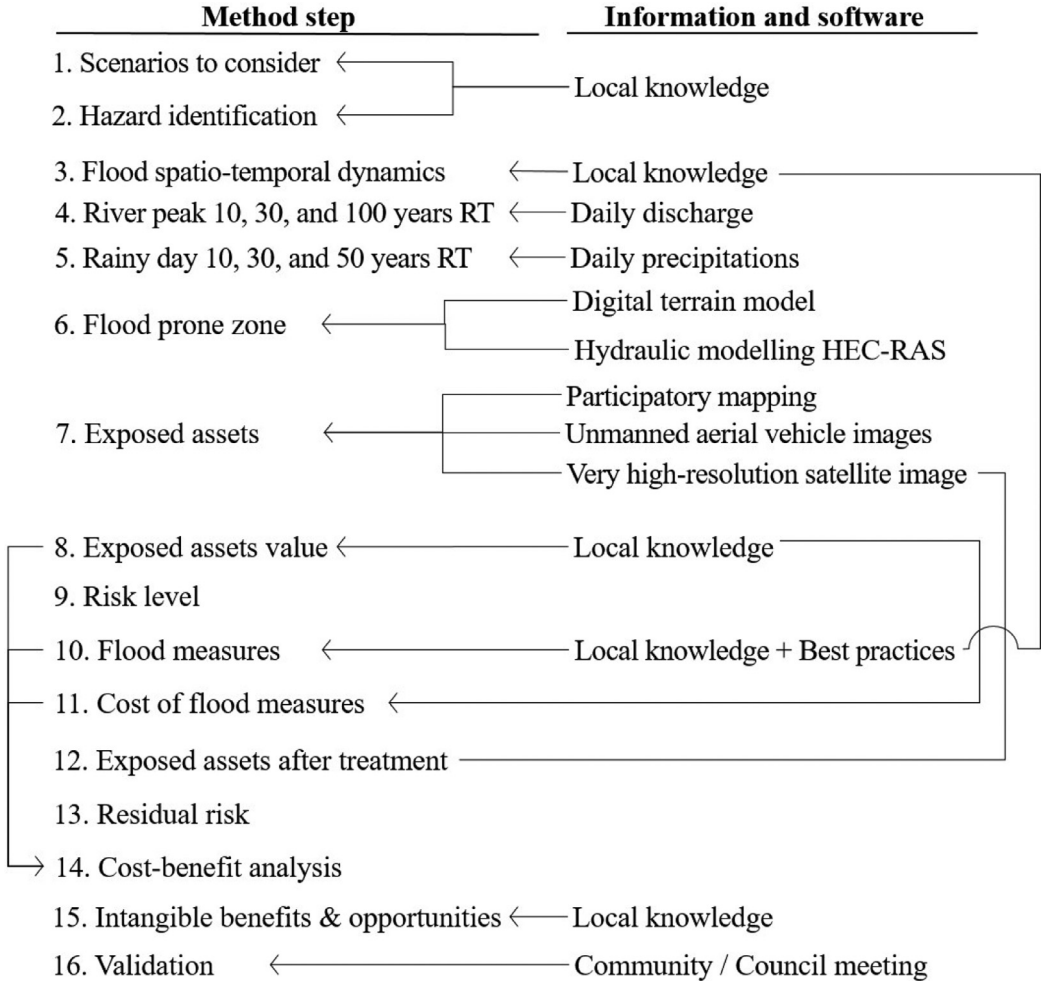 Method step Information and software
1. Scenarios to consider
Local knowledge
2. Hazard identification
3. Flood spatio-temporal dynamics Local knowledge
4. River peak 10, 30, and 100 years RT Daily discharge
5. Rainy day 10, 30, and 50 years RT Daily precipitations
Digital terrain model
6. Flood prone zone
Hydraulic modelling HEC-RAS
Participatory mapping
7. Exposed assets Unmanned aerial vehicle images
Very high-resolution satellite image
8. Exposed assets value Local knowledge
9. Risk level
10. Flood measures Local knowledge + Best practices
11. Cost of flood measures
12. Exposed assets after treatment
13. Residual risk
14. Cost-benefit analysis
15. Intangible benefits & opportunities Local knowledge
16. Validation Community / Council meeting